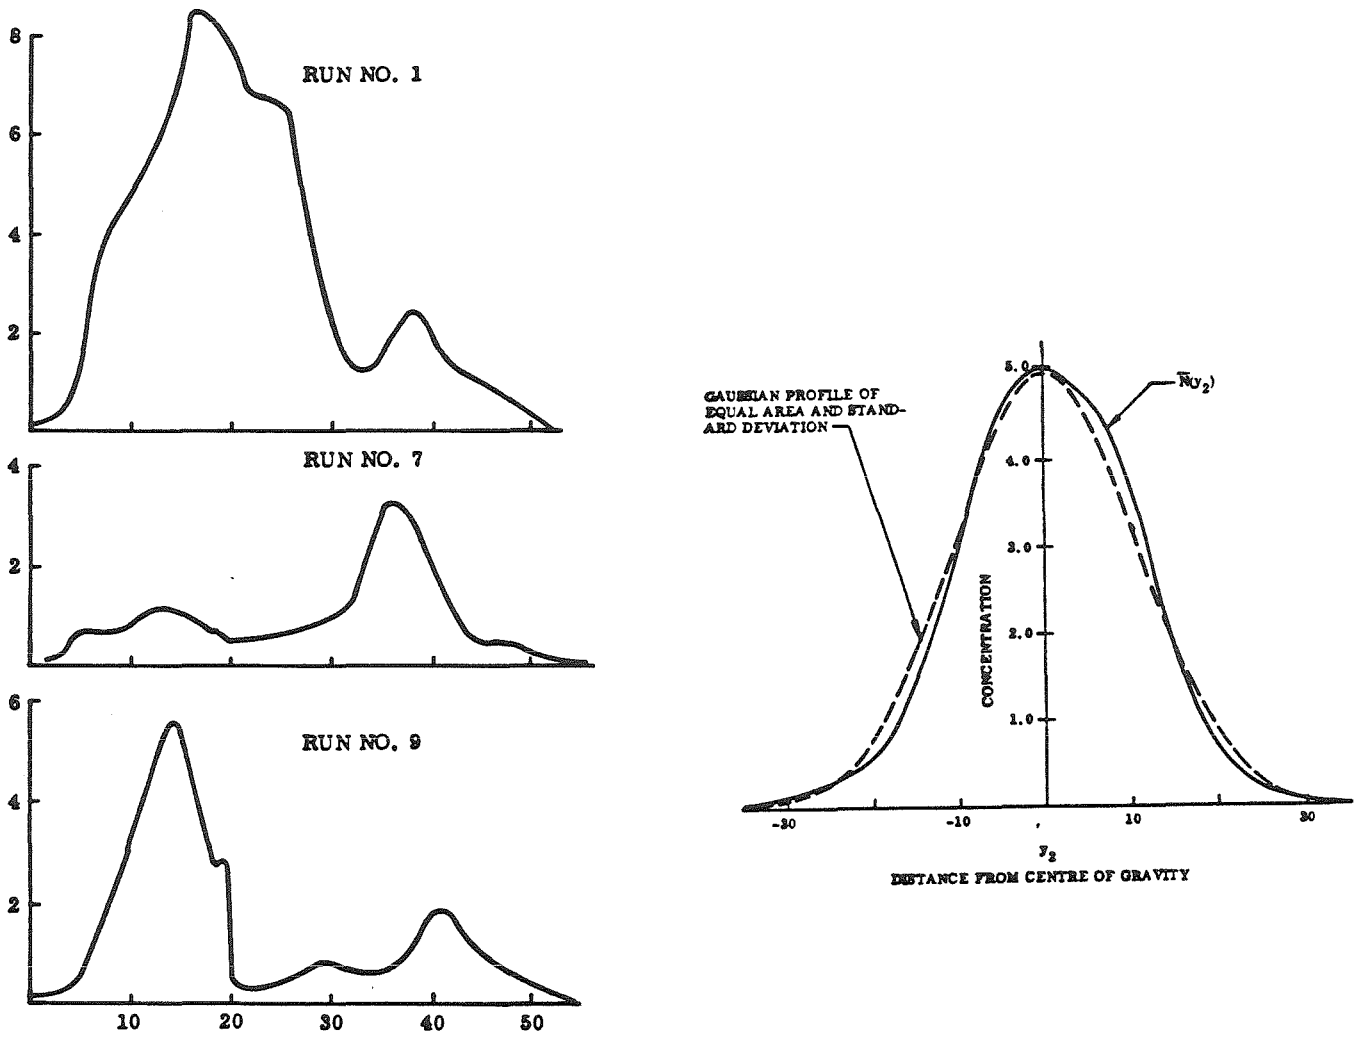 8
RUN NO. 1
6
4
2
RUN NO. 7
4
2
6
RUN NO. 9
4
2
10 20 30 40 50
5.0
N̅(y₂)
GAUSSIAN PROFILE OF
EQUAL AREA AND STAND-
ARD DEVIATION
4.0
3.0
2.0
1.0
CONCENTRATION
-30 -10 10 30
y₂
DISTANCE FROM CENTRE OF GRAVITY